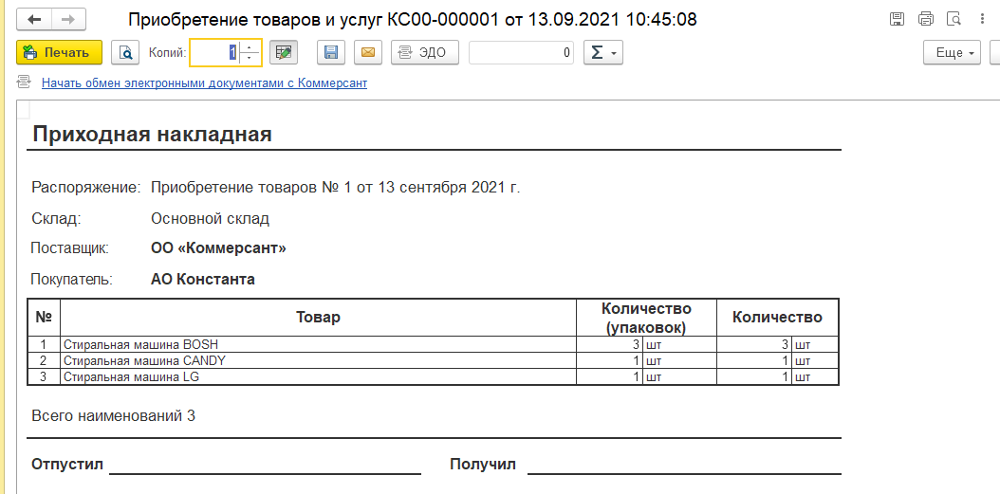 Приобретение товаров и услуг КС00-000001 от 13.09.2021 10:45:08
Печать Копий: 1 ЭДО 0 Σ Еще
Начать обмен электронными документами с Коммерсант
Приходная накладная
Распоряжение: Приобретение товаров № 1 от 13 сентября 2021 г.
Склад: Основной склад
Поставщик: ОО «Коммерсант»
Покупатель: АО Константа
№ Товар Количество (упаковок) Количество
1 Стиральная машина BOSH 3 шт 3 шт
2 Стиральная машина CANDY 1 шт 1 шт
3 Стиральная машина LG 1 шт 1 шт
Всего наименований 3
Отпустил Получил